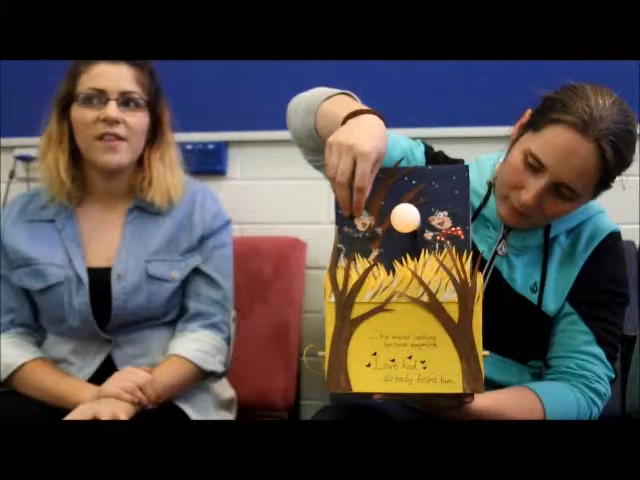 ...he wasn't looking
for love anymore.
Love had
already found him.